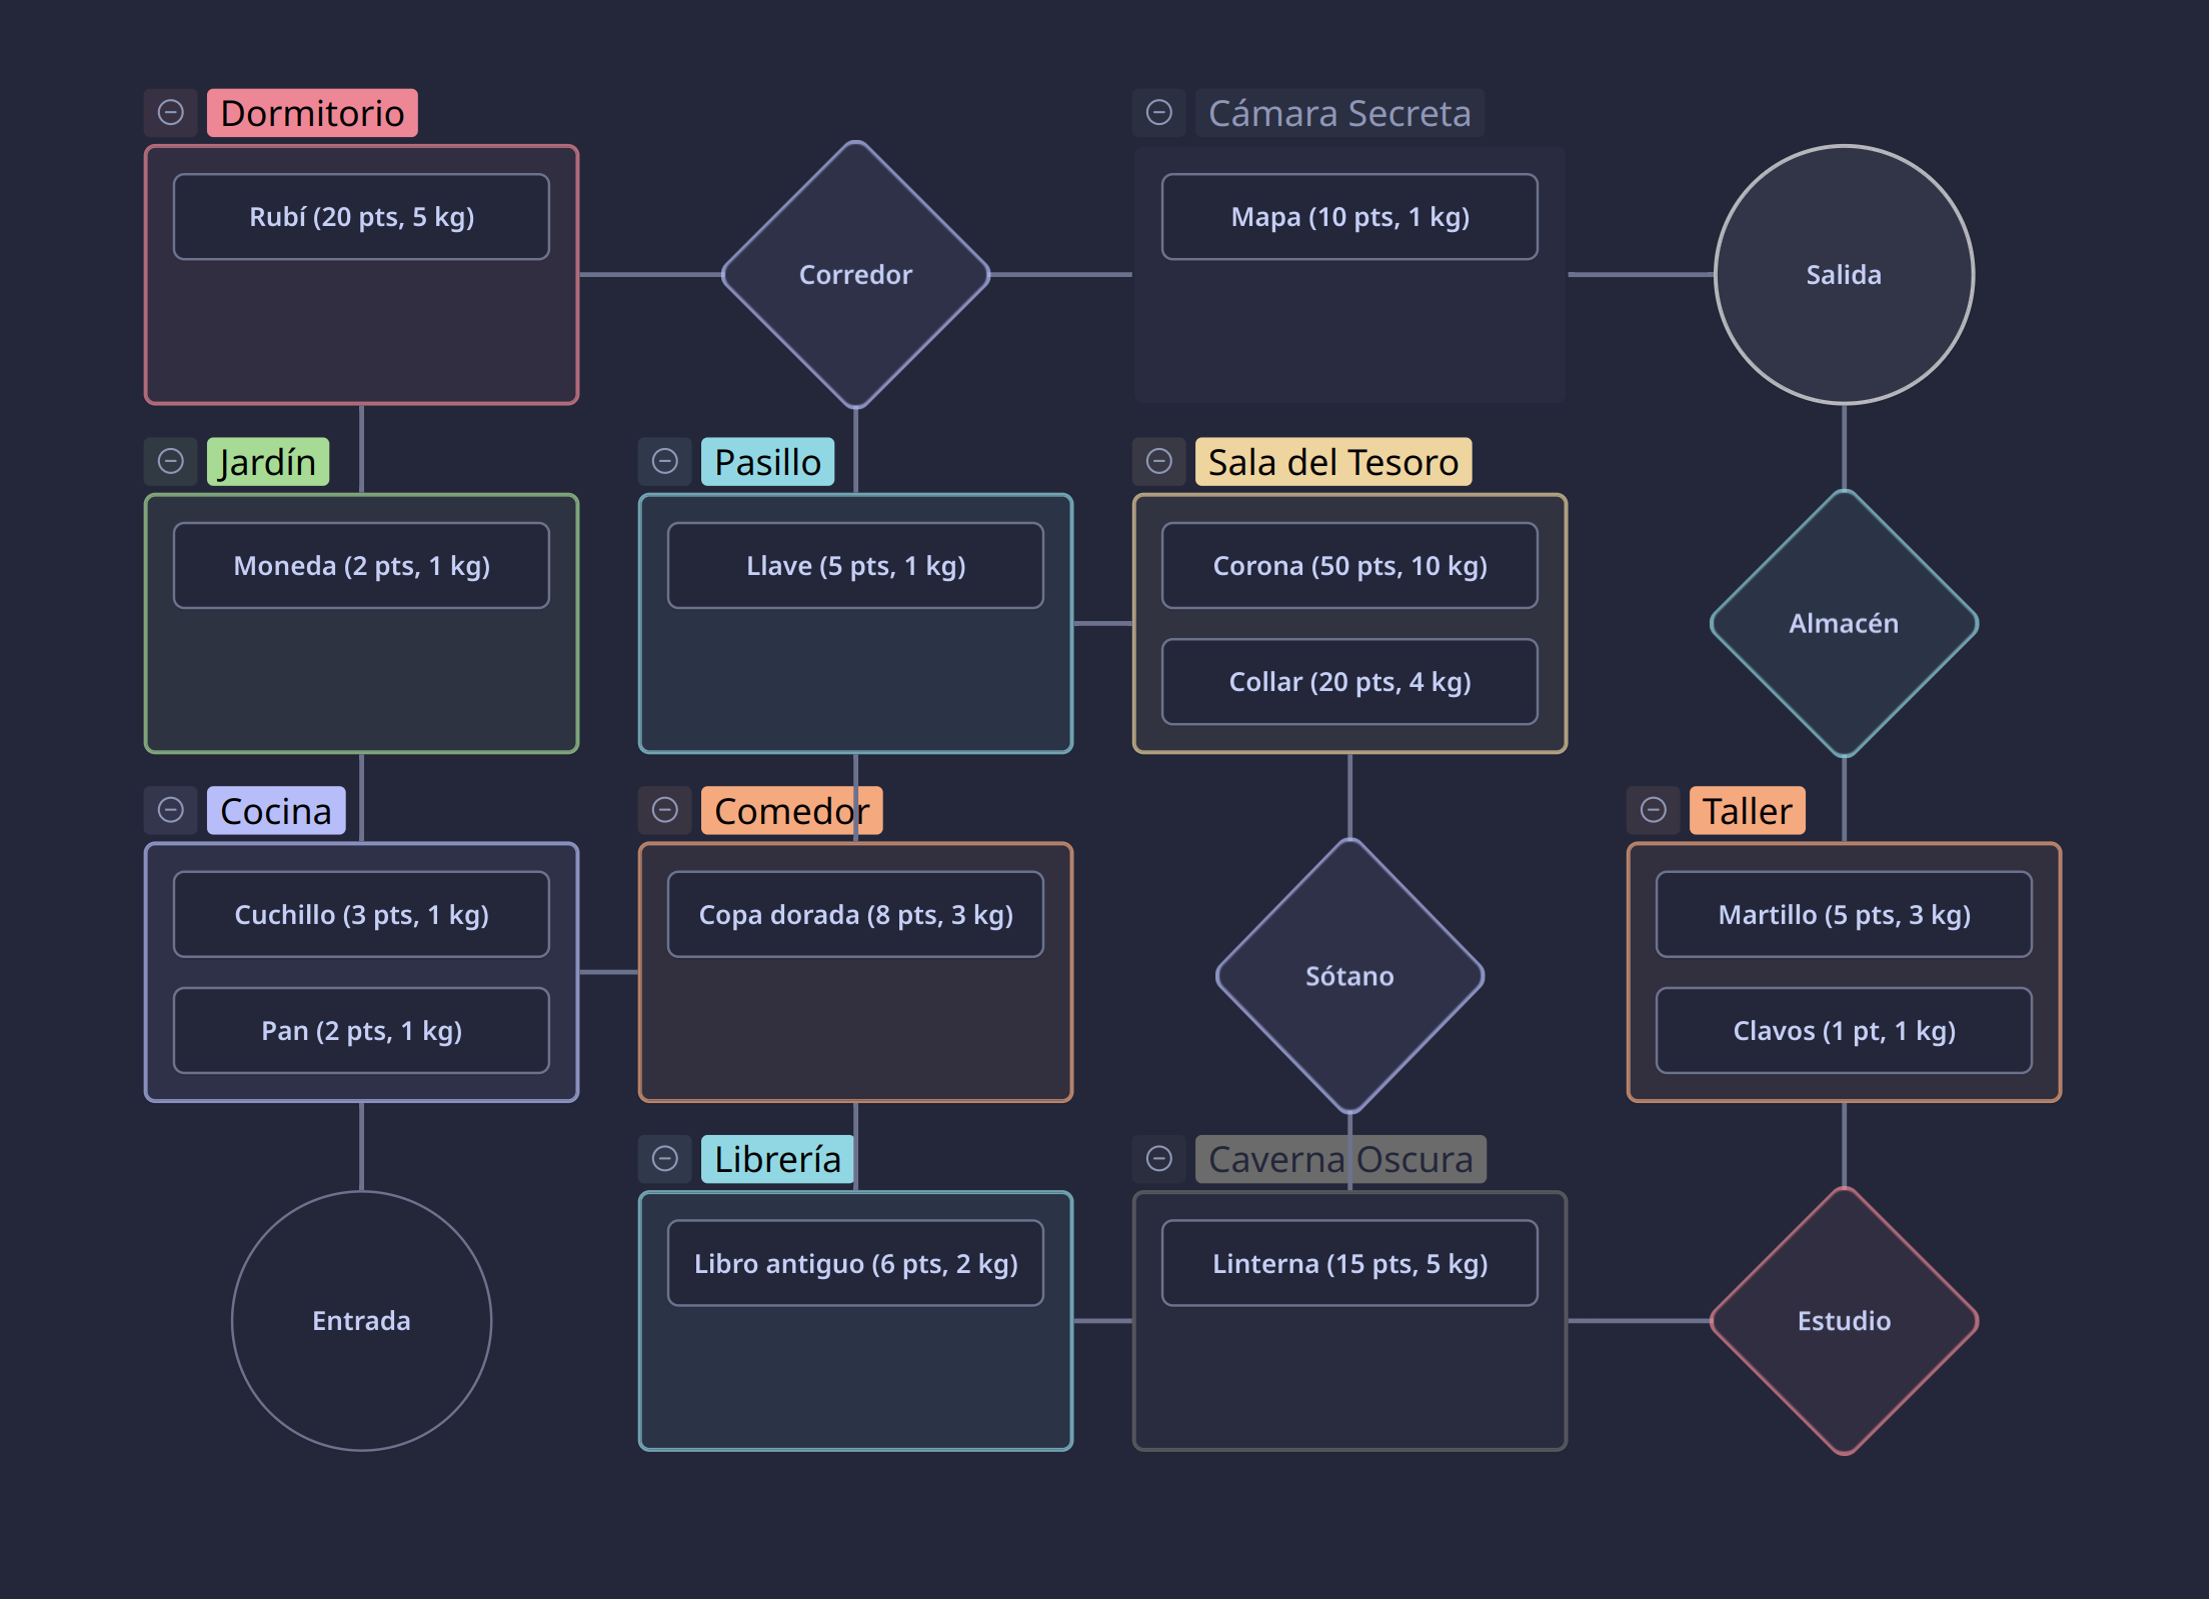 Dormitorio
Rubí (20 pts, 5 kg)
Corredor
Cámara Secreta
Mapa (10 pts, 1 kg)
Salida
Jardín
Moneda (2 pts, 1 kg)
Pasillo
Llave (5 pts, 1 kg)
Sala del Tesoro
Corona (50 pts, 10 kg)
Collar (20 pts, 4 kg)
Almacén
Cocina
Cuchillo (3 pts, 1 kg)
Pan (2 pts, 1 kg)
Comedor
Copa dorada (8 pts, 3 kg)
Sótano
Taller
Martillo (5 pts, 3 kg)
Clavos (1 pt, 1 kg)
Entrada
Librería
Libro antiguo (6 pts, 2 kg)
Caverna Oscura
Linterna (15 pts, 5 kg)
Estudio